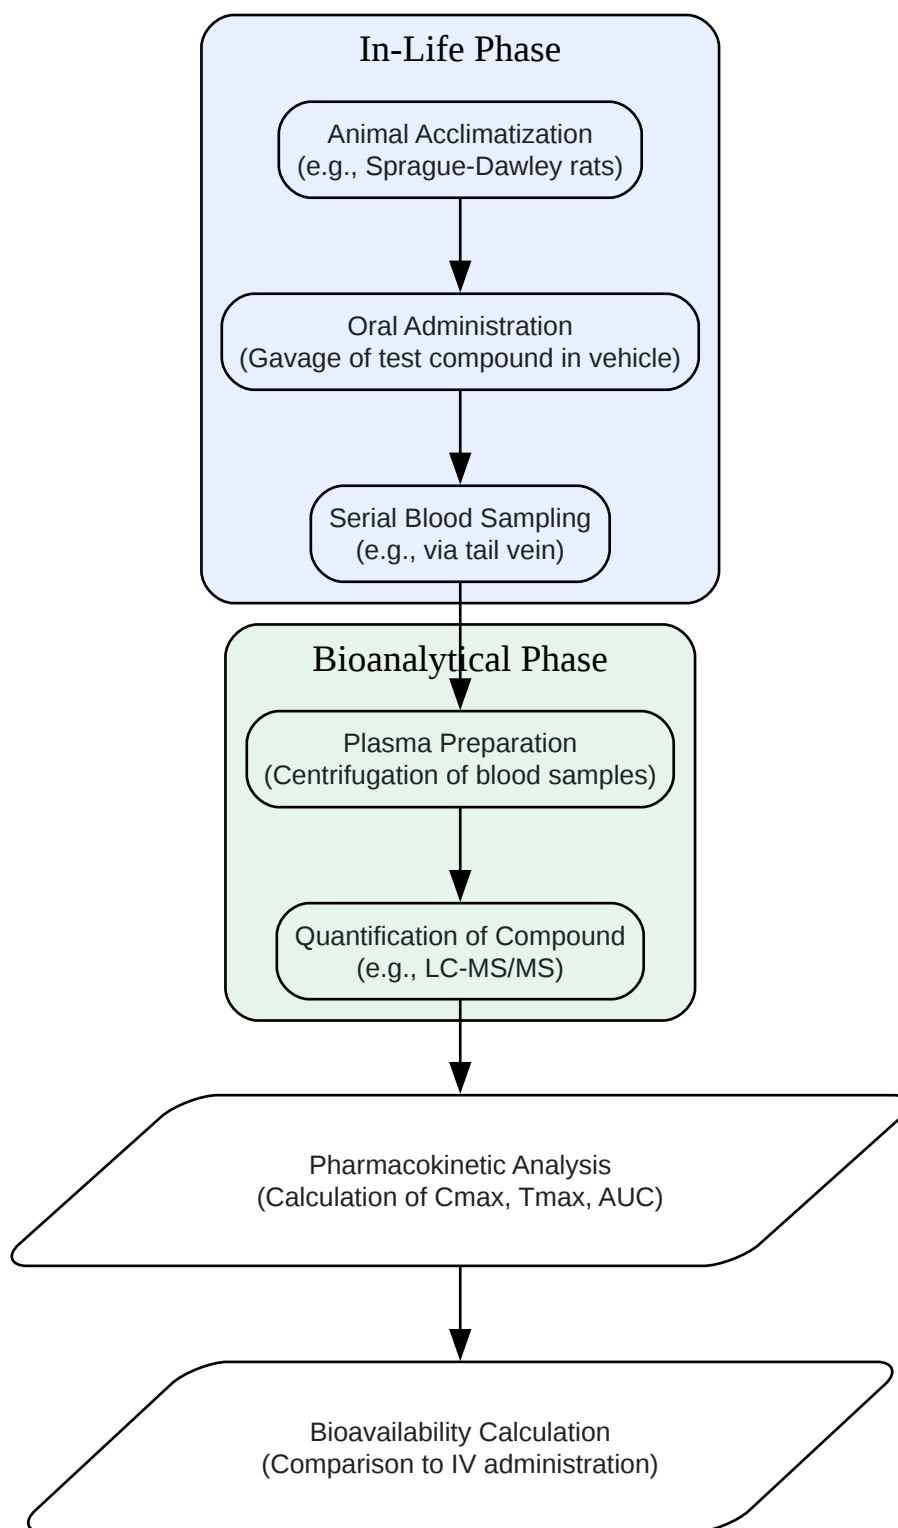 In-Life Phase
Animal Acclimatization
(e.g., Sprague-Dawley rats)
Oral Administration
(Gavage of test compound in vehicle)
Serial Blood Sampling
(e.g., via tail vein)
Bioanalytical Phase
Plasma Preparation
(Centrifugation of blood samples)
Quantification of Compound
(e.g., LC-MS/MS)
Pharmacokinetic Analysis
(Calculation of Cmax, Tmax, AUC)
Bioavailability Calculation
(Comparison to IV administration)